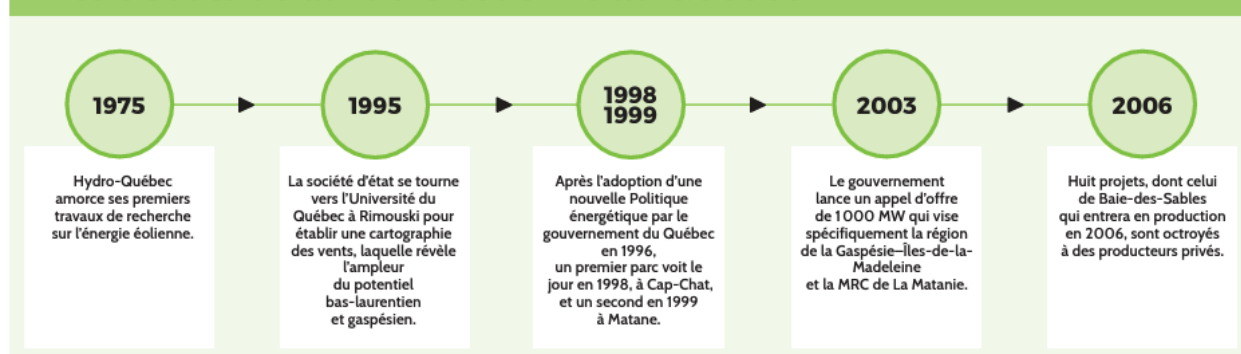 1975
Hydro-Québec
amorce ses premiers
travaux de recherche
sur l'énergie éolienne.
1995
La société d'état se tourne
vers l'Université du
Québec à Rimouski pour
établir une cartographie
des vents, laquelle révèle
l'ampleur
du potentiel
bas-laurentien
et gaspésien.
1998
1999
Après l'adoption d'une
nouvelle Politique
énergétique par le
gouvernement du Québec
en 1996,
un premier parc voit le
jour en 1998, à Cap-Chat,
et un second en 1999
à Matane.
2003
Le gouvernement
lance un appel d'offre
de 1 000 MW qui vise
spécifiquement la région
de la Gaspésie—Îles-de-la-
Madeleine
et la MRC de La Matanie.
2006
Huit projets, dont celui
de Baie-des-Sables
qui entrera en production
en 2006, sont octroyés
à des producteurs privés.